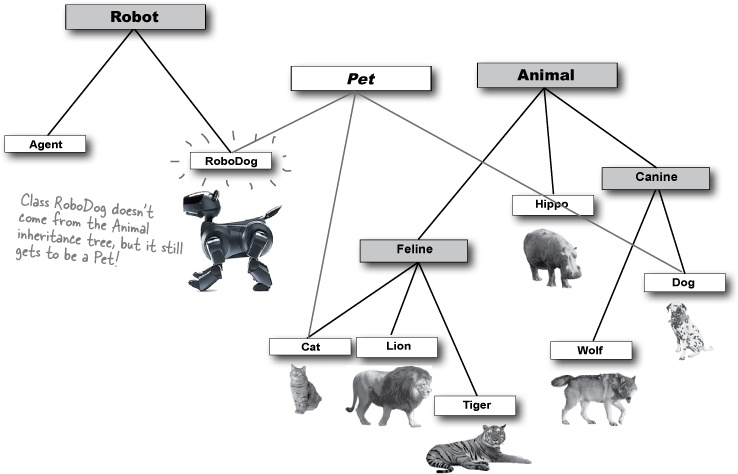 Robot
Pet
Animal
Agent
RoboDog
Canine
Hippo
Class RoboDog doesn't
come from the Animal
inheritance tree, but it still
gets to be a Pet!
Feline
Dog
Cat
Lion
Wolf
Tiger